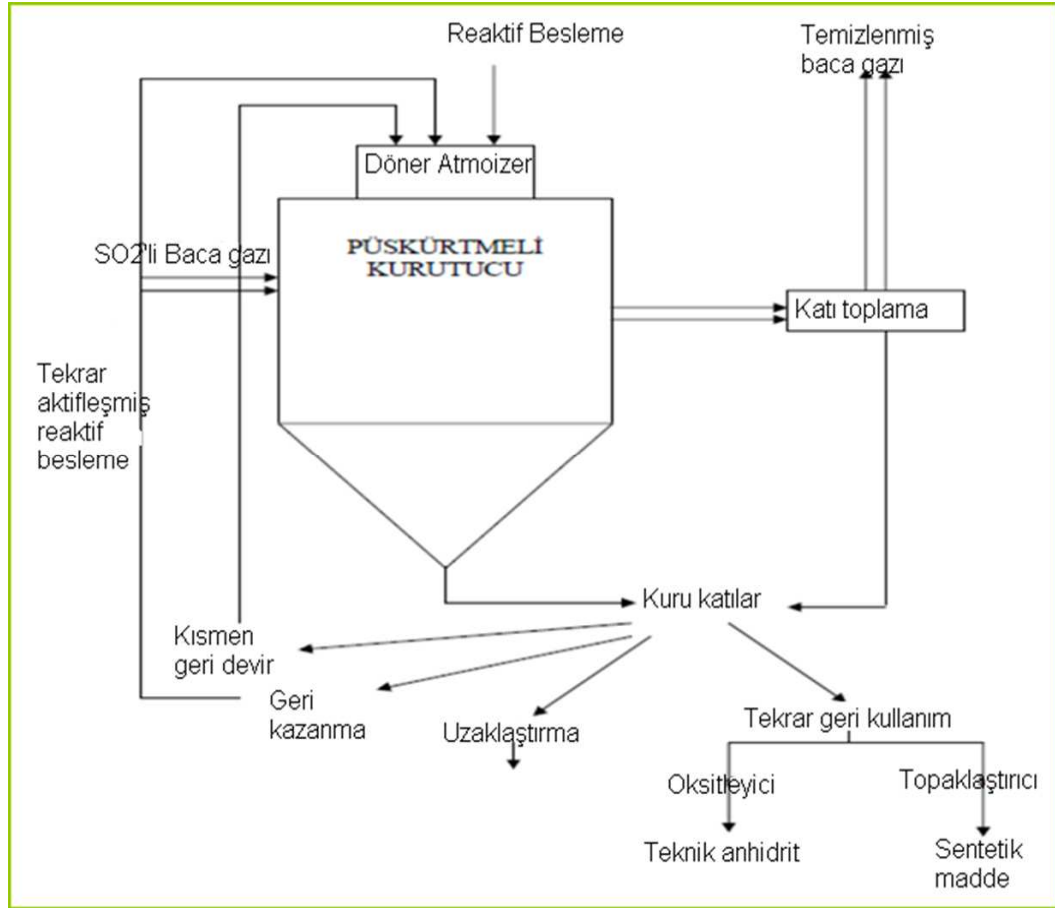 Reaktif Besleme
Temizlenmiş
baca gazı
Döner Atmoizer
SO2'li Baca gazı
PÜSKÜRTMELİ
KURUTUCU
Katı toplama
Tekrar
aktifleşmiş
reaktif
besleme
Kuru katılar
Kısmen
geri devir
Geri
kazanma
Uzaklaştırma
Tekrar geri kullanım
Oksitleyici
Topaklaştırıcı
Teknik anhidrit
Sentetik
madde